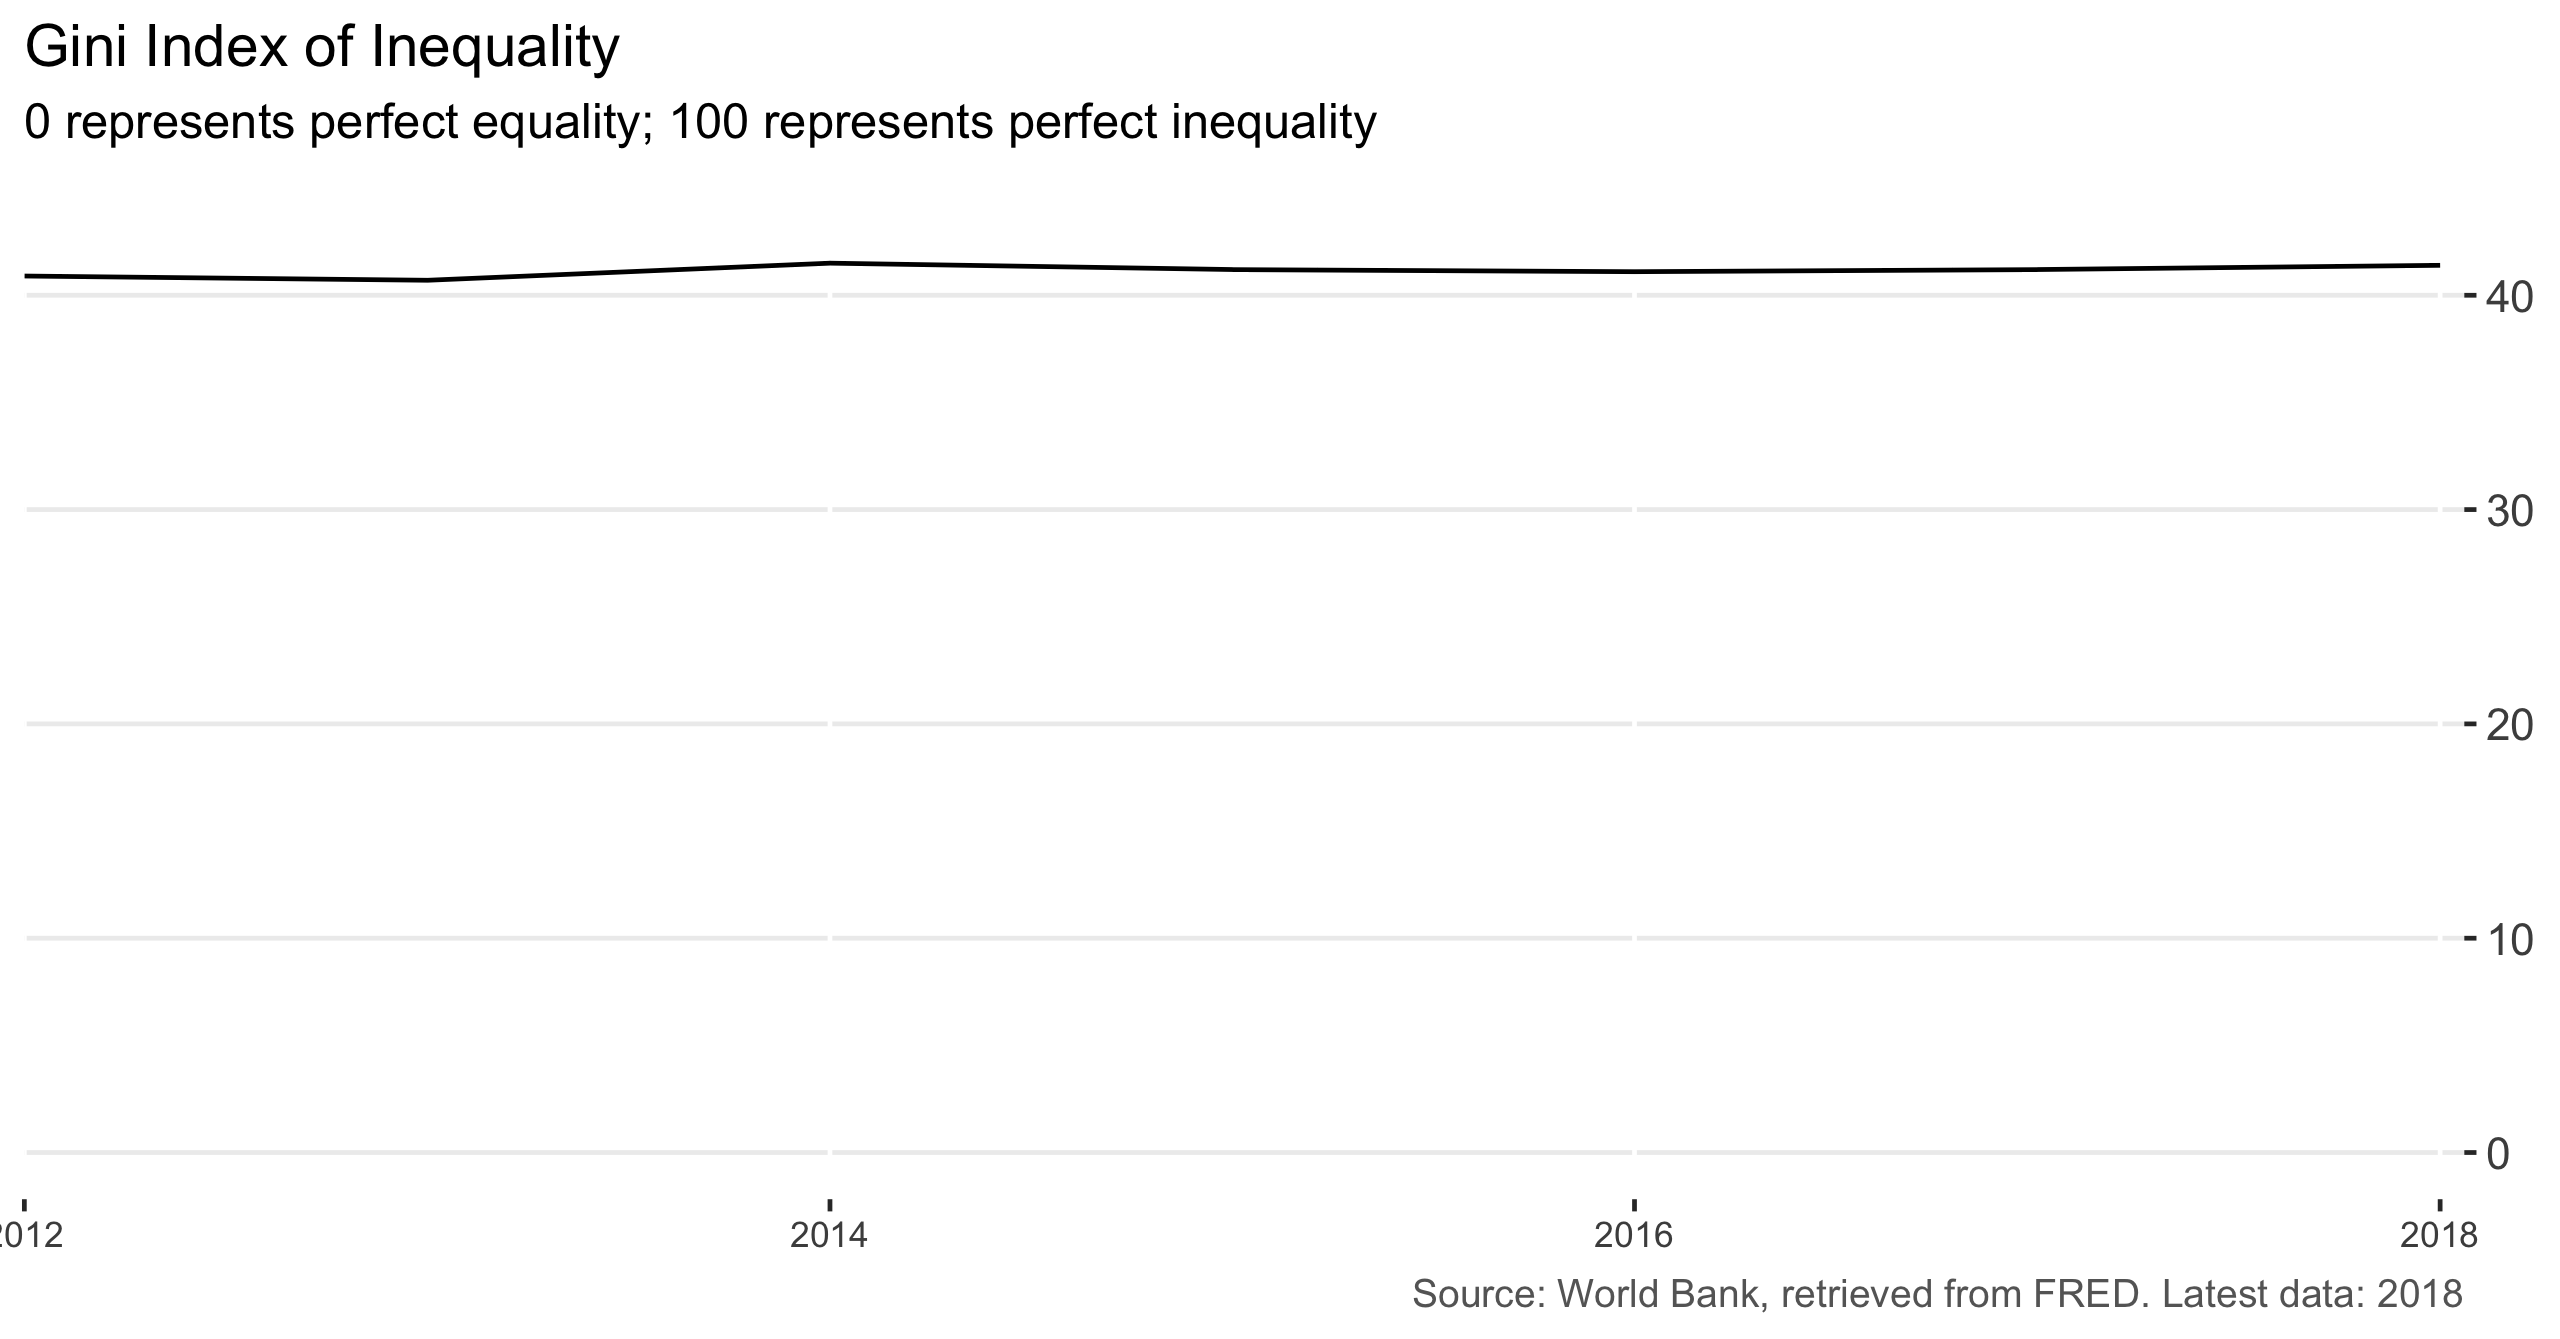 Gini Index of Inequality
0 represents perfect equality; 100 represents perfect inequality
40
30
20
10
0
2012 2014 2016 2018
Source: World Bank, retrieved from FRED. Latest data: 2018